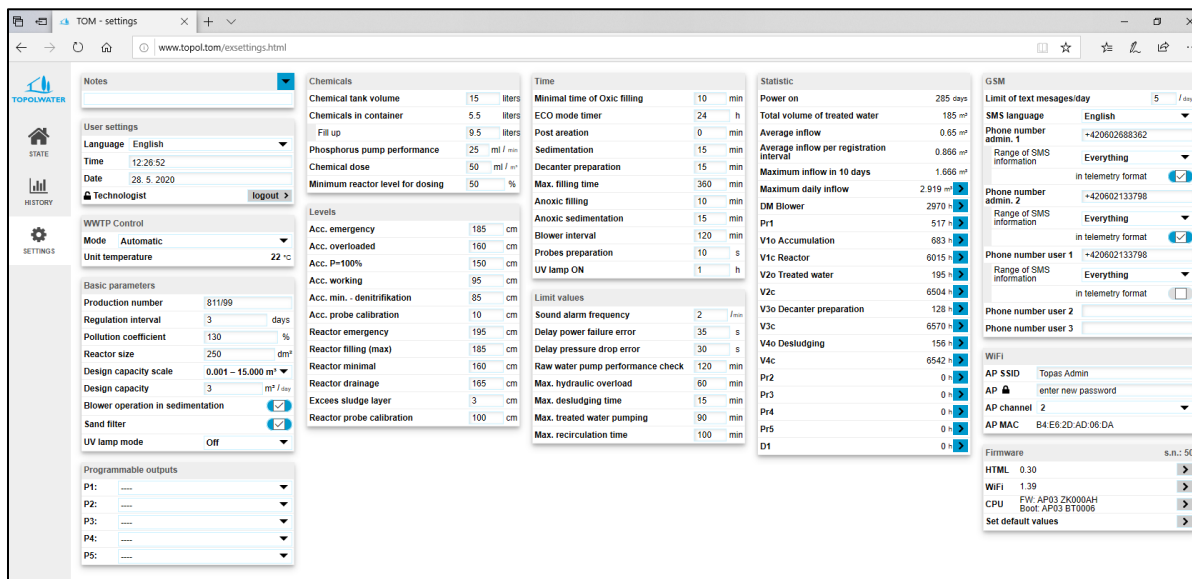 TOM - settings
www.topol.tom/exsettings.html
TOPOLWATER
STATE
HISTORY
SETTINGS
Notes
User settings
Language English
Time 12:26:52
Date 28. 5. 2020
Technologist logout >
WWTP Control
Mode Automatic
Unit temperature 22 °C
Basic parameters
Production number 811/99
Regulation interval 3 days
Pollution coefficient 130 %
Reactor size 250 dm²
Design capacity scale 0.001 – 15.000 m³
Design capacity 3 m³ / day
Blower operation in sedimentation
Sand filter
UV lamp mode Off
Programmable outputs
P1: ----
P2: ----
P3: ----
P4: ----
P5: ----
Chemicals
Chemical tank volume 15 liters
Chemicals in container 5.5 liters
Fill up 9.5 liters
Phosphorus pump performance 25 ml / min
Chemical dose 50 ml / m³
Minimum reactor level for dosing 50 %
Levels
Acc. emergency 185 cm
Acc. overloaded 160 cm
Acc. P=100% 150 cm
Acc. working 95 cm
Acc. min. - denitrifikation 85 cm
Acc. probe calibration 10 cm
Reactor emergency 195 cm
Reactor filling (max) 185 cm
Reactor minimal 160 cm
Reactor drainage 165 cm
Excees sludge layer 3 cm
Reactor probe calibration 100 cm
Time
Minimal time of Oxic filling 10 min
ECO mode timer 24 h
Post areation 0 min
Sedimentation 15 min
Decanter preparation 15 min
Max. filling time 360 min
Anoxic filling 10 min
Anoxic sedimentation 15 min
Blower interval 120 min
Probes preparation 10 s
UV lamp ON 1 h
Limit values
Sound alarm frequency 2 /min
Delay power failure error 35 s
Delay pressure drop error 30 s
Raw water pump performance check 120 min
Max. hydraulic overload 60 min
Max. desludging time 15 min
Max. treated water pumping 90 min
Max. recirculation time 100 min
Statistic
Power on 285 days
Total volume of treated water 185 m³
Average inflow 0.65 m³
Average inflow per registration
interval 0.866 m³
Maximum inflow in 10 days 1.666 m³
Maximum daily inflow 2.919 m³ >
DM Blower 2970 h >
Pr1 517 h >
V1o Accumulation 683 h >
V1c Reactor 6015 h >
V2o Treated water 195 h >
V2c 6504 h >
V3o Decanter preparation 128 h >
V3c 6570 h >
V4o Desludging 156 h >
V4c 6542 h >
Pr2 0 h >
Pr3 0 h >
Pr4 0 h >
Pr5 0 h >
D1 0 h >
GSM
Limit of text mesages/day 5 / day
SMS language English
Phone number
admin. 1 +420602688362
Range of SMS
information Everything
in telemetry format
Phone number
admin. 2 +420602133798
Range of SMS
information Everything
in telemetry format
Phone number user 1 +420602133798
Range of SMS
information Everything
in telemetry format
Phone number user 2
Phone number user 3
WiFi
AP SSID Topas Admin
AP enter new password
AP channel 2
AP MAC B4:E6:2D:AD:06:DA
Firmware s.n.: 50
HTML 0.30 >
WiFi 1.39 >
CPU FW: AP03 ZK000AH
Boot: AP03 BT0006 >
Set default values >